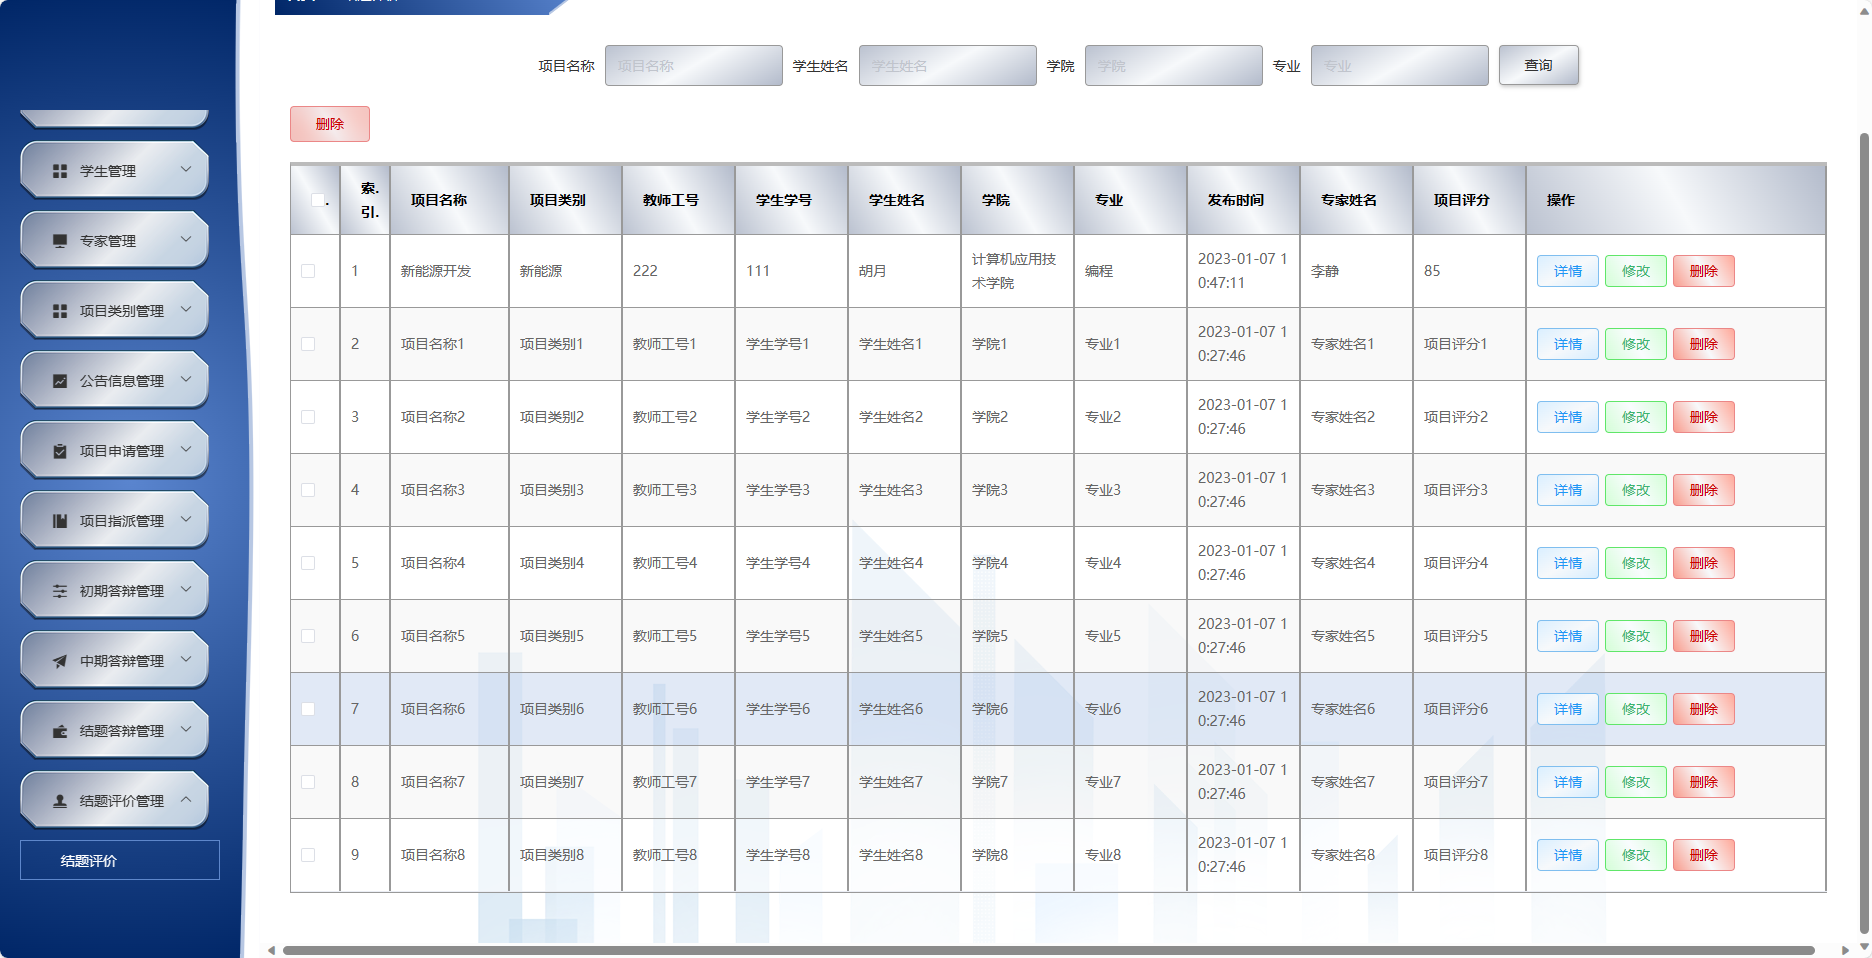 项目名称 项目名称 学生姓名 学生姓名 学院 学院 专业 专业 查询
删除
学生管理
专家管理
项目类别管理
公告信息管理
项目申请管理
项目指派管理
初期答辩管理
中期答辩管理
结题答辩管理
结题评价管理
结题评价
索. 引. 项目名称 项目类别 教师工号 学生学号 学生姓名 学院 专业 发布时间 专家姓名 项目评分 操作
1 新能源开发 新能源 222 111 胡月 计算机应用技术学院 编程 2023-01-07 10:47:11 李静 85 详情 修改 删除
2 项目名称1 项目类别1 教师工号1 学生学号1 学生姓名1 学院1 专业1 2023-01-07 10:27:46 专家姓名1 项目评分1 详情 修改 删除
3 项目名称2 项目类别2 教师工号2 学生学号2 学生姓名2 学院2 专业2 2023-01-07 10:27:46 专家姓名2 项目评分2 详情 修改 删除
4 项目名称3 项目类别3 教师工号3 学生学号3 学生姓名3 学院3 专业3 2023-01-07 10:27:46 专家姓名3 项目评分3 详情 修改 删除
5 项目名称4 项目类别4 教师工号4 学生学号4 学生姓名4 学院4 专业4 2023-01-07 10:27:46 专家姓名4 项目评分4 详情 修改 删除
6 项目名称5 项目类别5 教师工号5 学生学号5 学生姓名5 学院5 专业5 2023-01-07 10:27:46 专家姓名5 项目评分5 详情 修改 删除
7 项目名称6 项目类别6 教师工号6 学生学号6 学生姓名6 学院6 专业6 2023-01-07 10:27:46 专家姓名6 项目评分6 详情 修改 删除
8 项目名称7 项目类别7 教师工号7 学生学号7 学生姓名7 学院7 专业7 2023-01-07 10:27:46 专家姓名7 项目评分7 详情 修改 删除
9 项目名称8 项目类别8 教师工号8 学生学号8 学生姓名8 学院8 专业8 2023-01-07 10:27:46 专家姓名8 项目评分8 详情 修改 删除